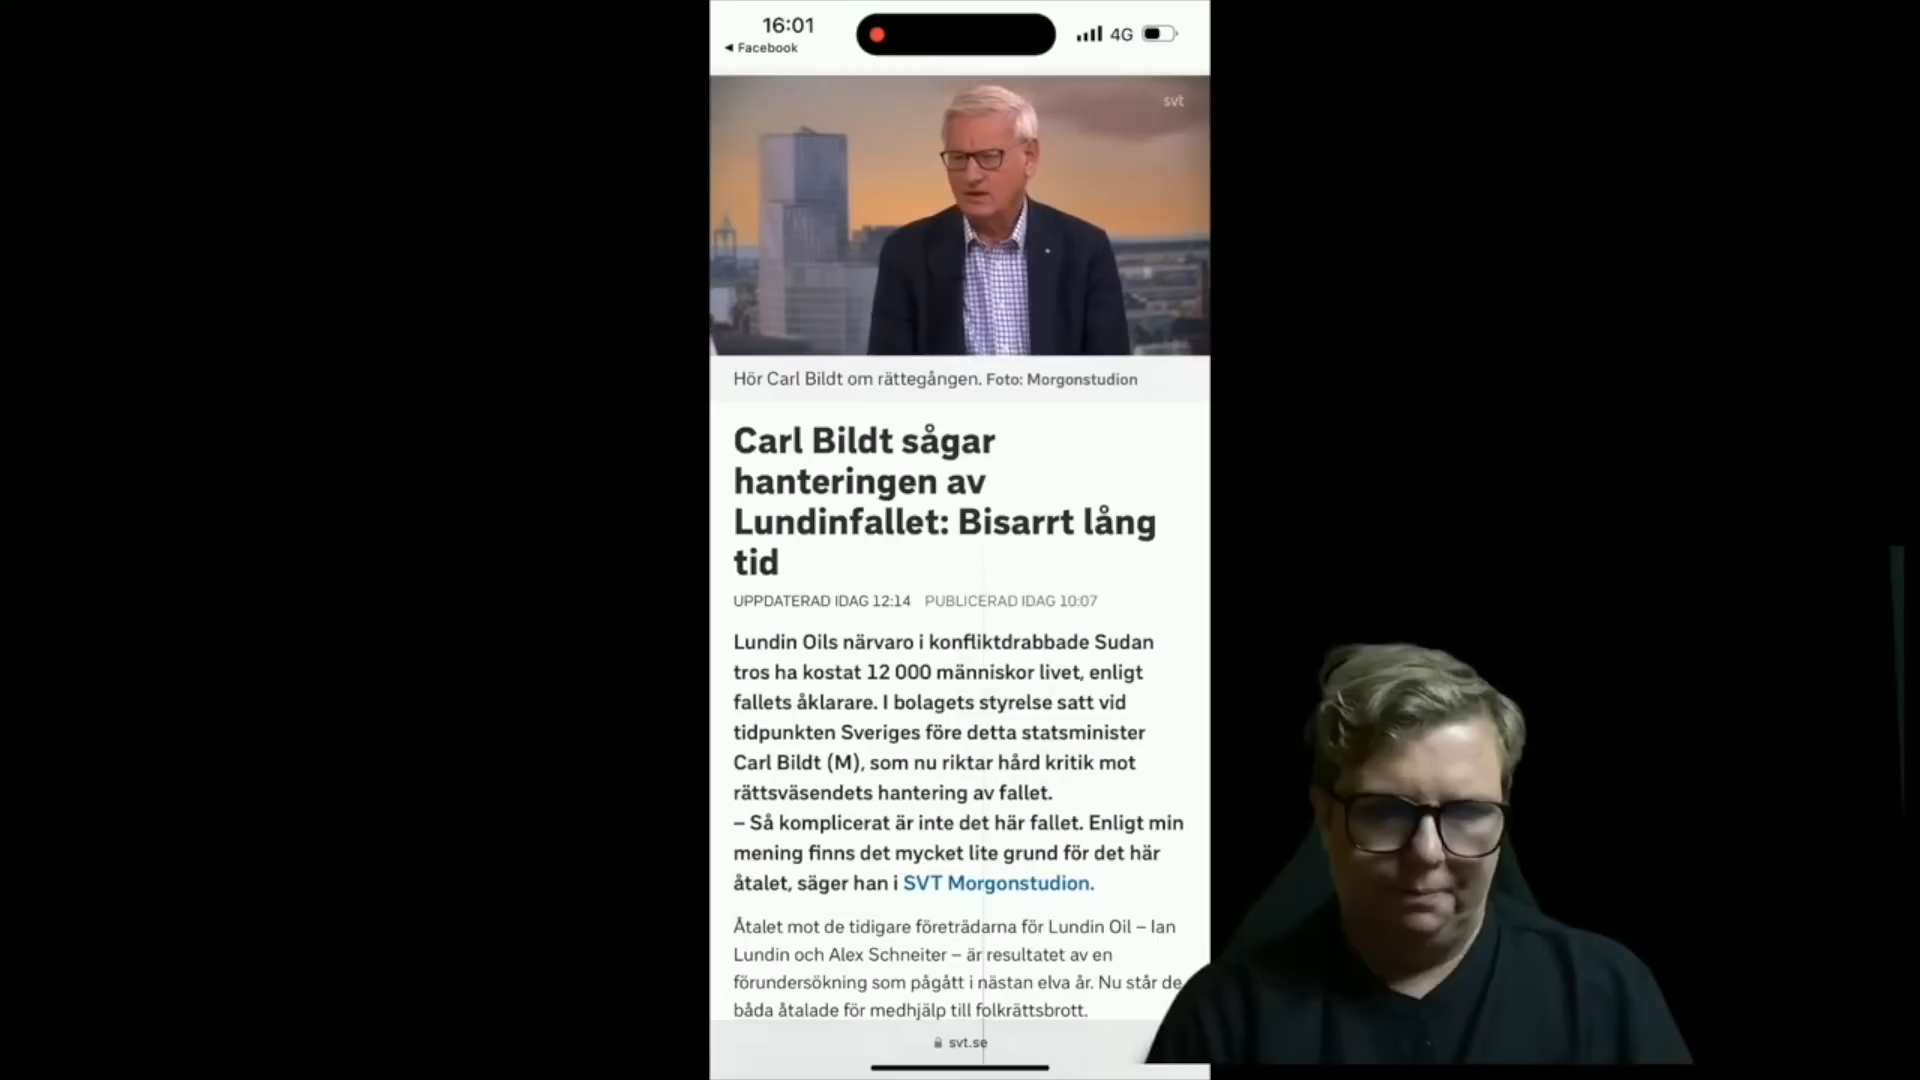 16:01
4G
◄ Facebook
svt
Hör Carl Bildt om rättegången. Foto: Morgonstudion
Carl Bildt sågar
hanteringen av
Lundinfallet: Bisarrt lång
tid
UPPDATERAD IDAG 12:14 PUBLICERAD IDAG 10:07
Lundin Oils närvaro i konfliktdrabbade Sudan
tros ha kostat 12 000 människor livet, enligt
fallets åklarare. I bolagets styrelse satt vid
tidpunkten Sveriges före detta statsminister
Carl Bildt (M), som nu riktar hård kritik mot
rättsväsendets hantering av fallet.
– Så komplicerat är inte det här fallet. Enligt min
mening finns det mycket lite grund för det här
åtalet, säger han i SVT Morgonstudion.
Åtalet mot de tidigare företrädarna för Lundin Oil – Ian
Lundin och Alex Schneiter – är resultatet av en
förundersökning som pågått i nästan elva år. Nu står de
båda åtalade för medhjälp till folkrättsbrott.
svt.se